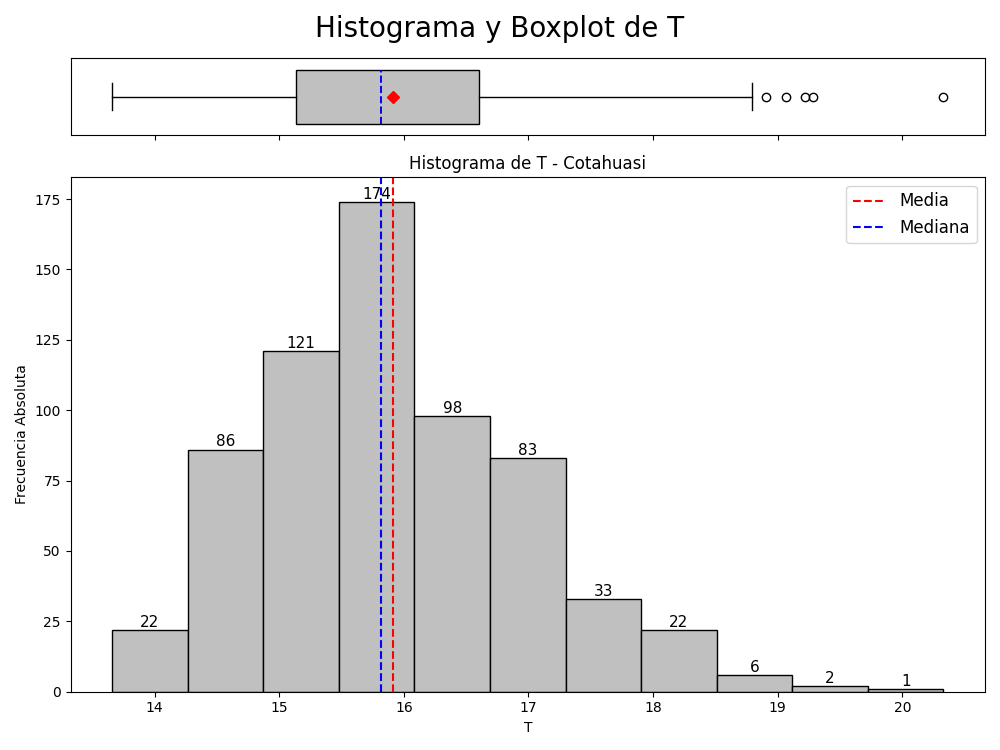 Histograma y Boxplot de T
Histograma de T - Cotahuasi
Media
Mediana
Frecuencia Absoluta
175
150
125
100
75
50
25
0
22
86
121
174
98
83
33
22
6
2
1
14 15 16 17 18 19 20
T